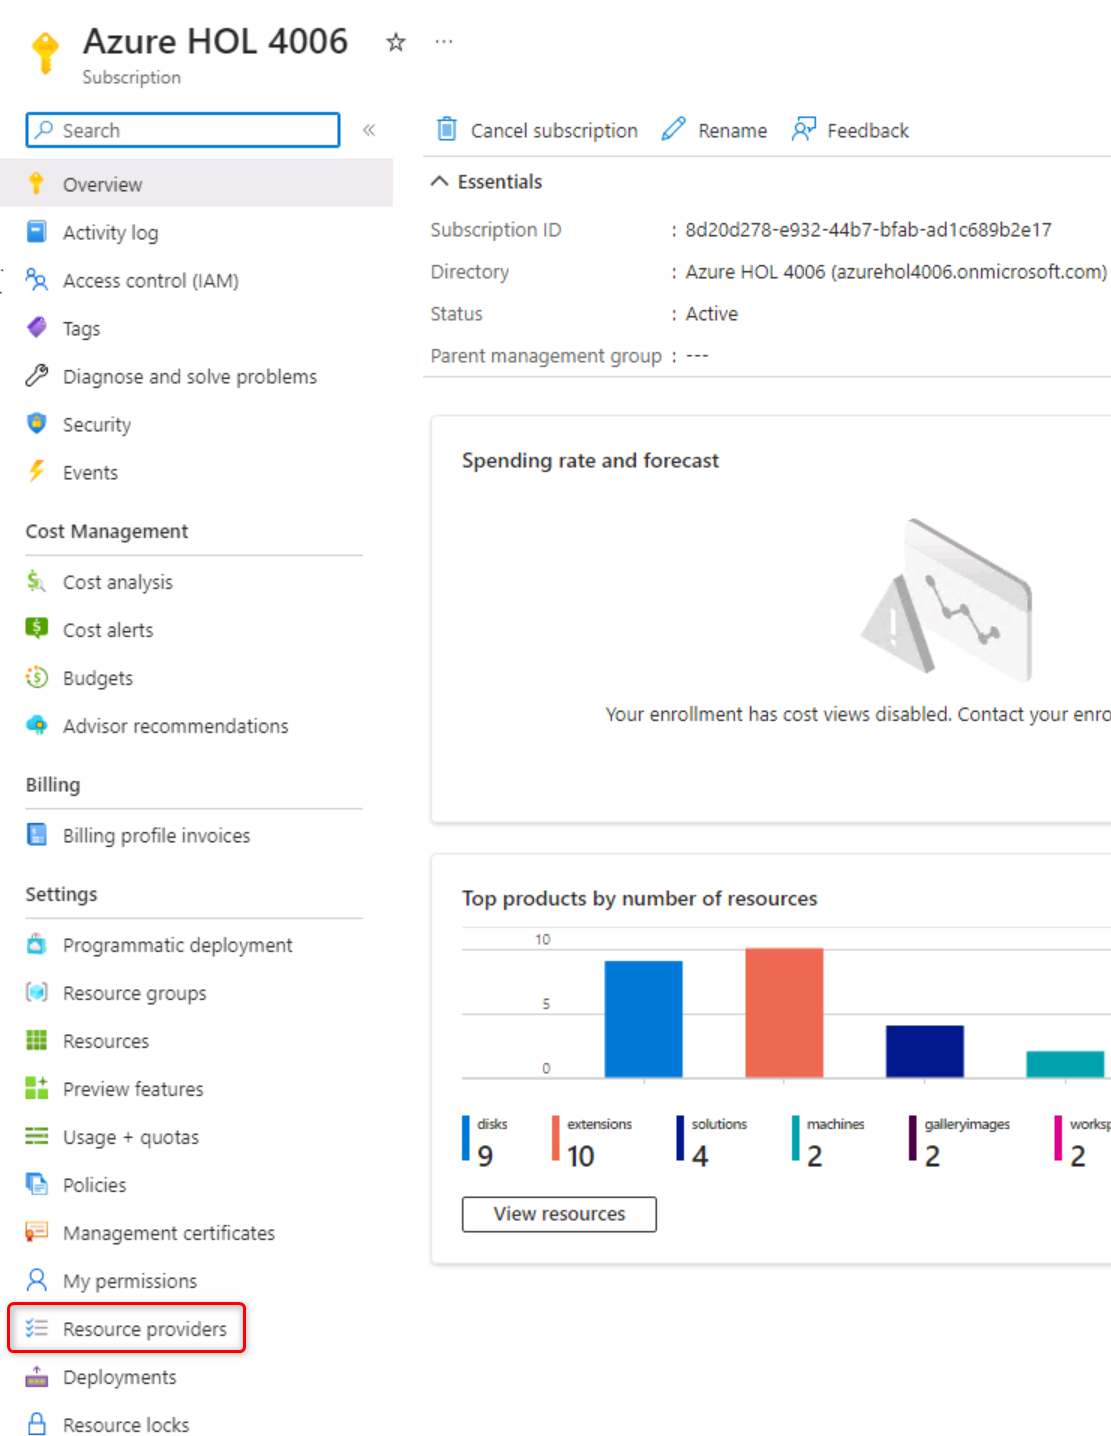 Azure HOL 4006
Subscription
Search
Overview
Activity log
Access control (IAM)
Tags
Diagnose and solve problems
Security
Events
Cost Management
Cost analysis
Cost alerts
Budgets
Advisor recommendations
Billing
Billing profile invoices
Settings
Programmatic deployment
Resource groups
Resources
Preview features
Usage + quotas
Policies
Management certificates
My permissions
Resource providers
Deployments
Resource locks
Cancel subscription Rename Feedback
Essentials
Subscription ID : 8d20d278-e932-44b7-bfab-ad1c689b2e17
Directory : Azure HOL 4006 (azurehol4006.onmicrosoft.com)
Status : Active
Parent management group : ---
Spending rate and forecast
Your enrollment has cost views disabled. Contact your enro
Top products by number of resources
10
5
0
disks extensions solutions machines galleryimages worksp
9 10 4 2 2 2
View resources